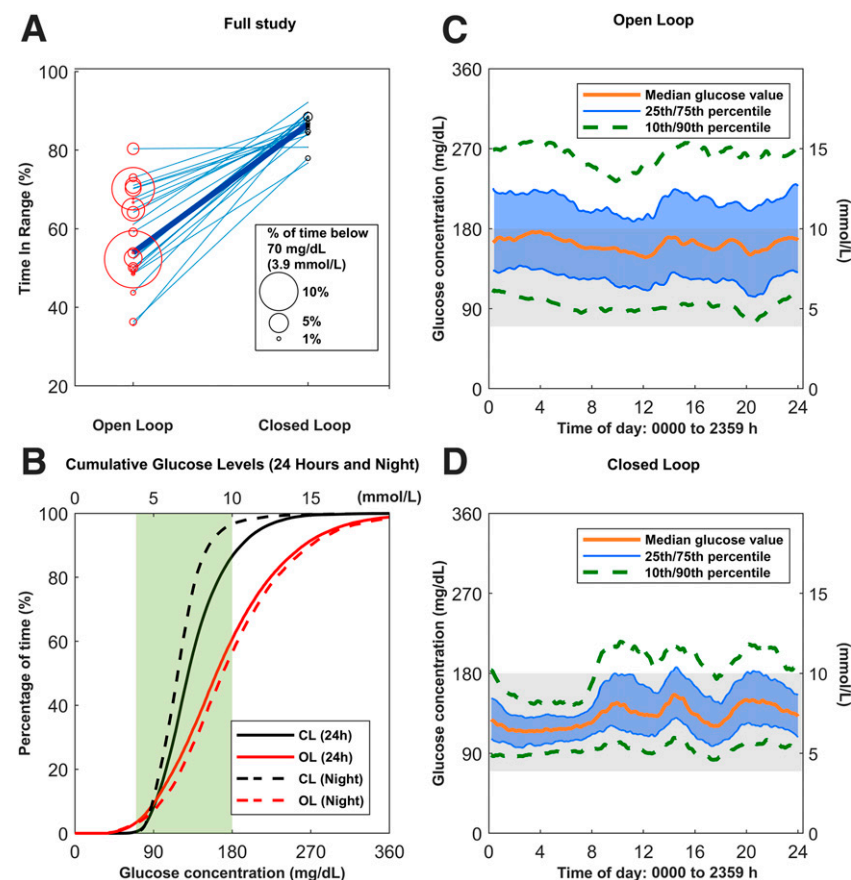 A
Full study
Time In Range (%)
100
80
60
40
20
Open Loop
Closed Loop
% of time below
70 mg/dL
(3.9 mmol/L)
10%
5%
1%
B
Cumulative Glucose Levels (24 Hours and Night)
0
5
10
15
(mmol/L)
Percentage of time (%)
100
80
60
40
20
0
CL (24h)
OL (24h)
CL (Night)
OL (Night)
0
90
180
270
360
Glucose concentration (mg/dL)
C
Open Loop
Glucose concentration (mg/dL)
360
270
180
90
0
Median glucose value
25th/75th percentile
10th/90th percentile
15
10
5
0
(mmol/L)
0
4
8
12
16
20
24
Time of day: 0000 to 2359 h
D
Closed Loop
Glucose concentration (mg/dL)
360
270
180
90
0
Median glucose value
25th/75th percentile
10th/90th percentile
15
10
5
0
(mmol/L)
0
4
8
12
16
20
24
Time of day: 0000 to 2359 h